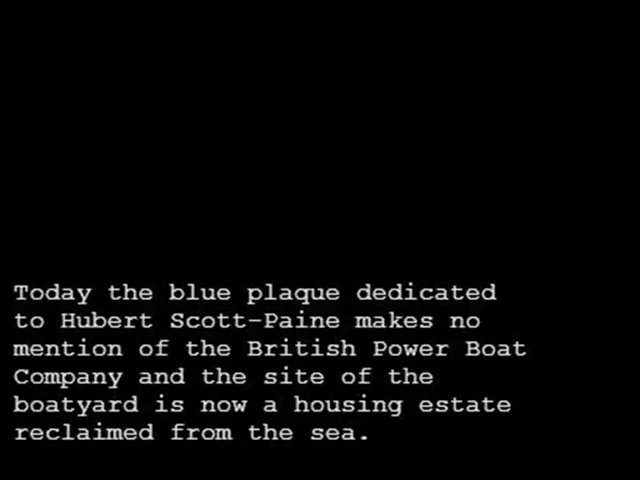 Today the blue plaque dedicated
to Hubert Scott-Paine makes no
mention of the British Power Boat
Company and the site of the
boatyard is now a housing estate
reclaimed from the sea.